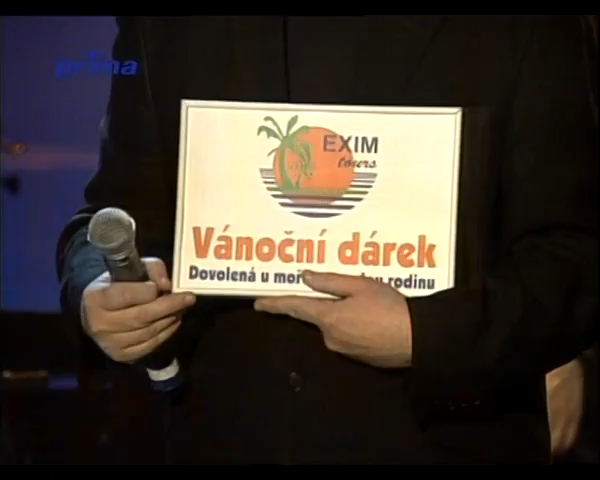 prima
EXIM
tours
Vánoční dárek
Dovolená u rodinu